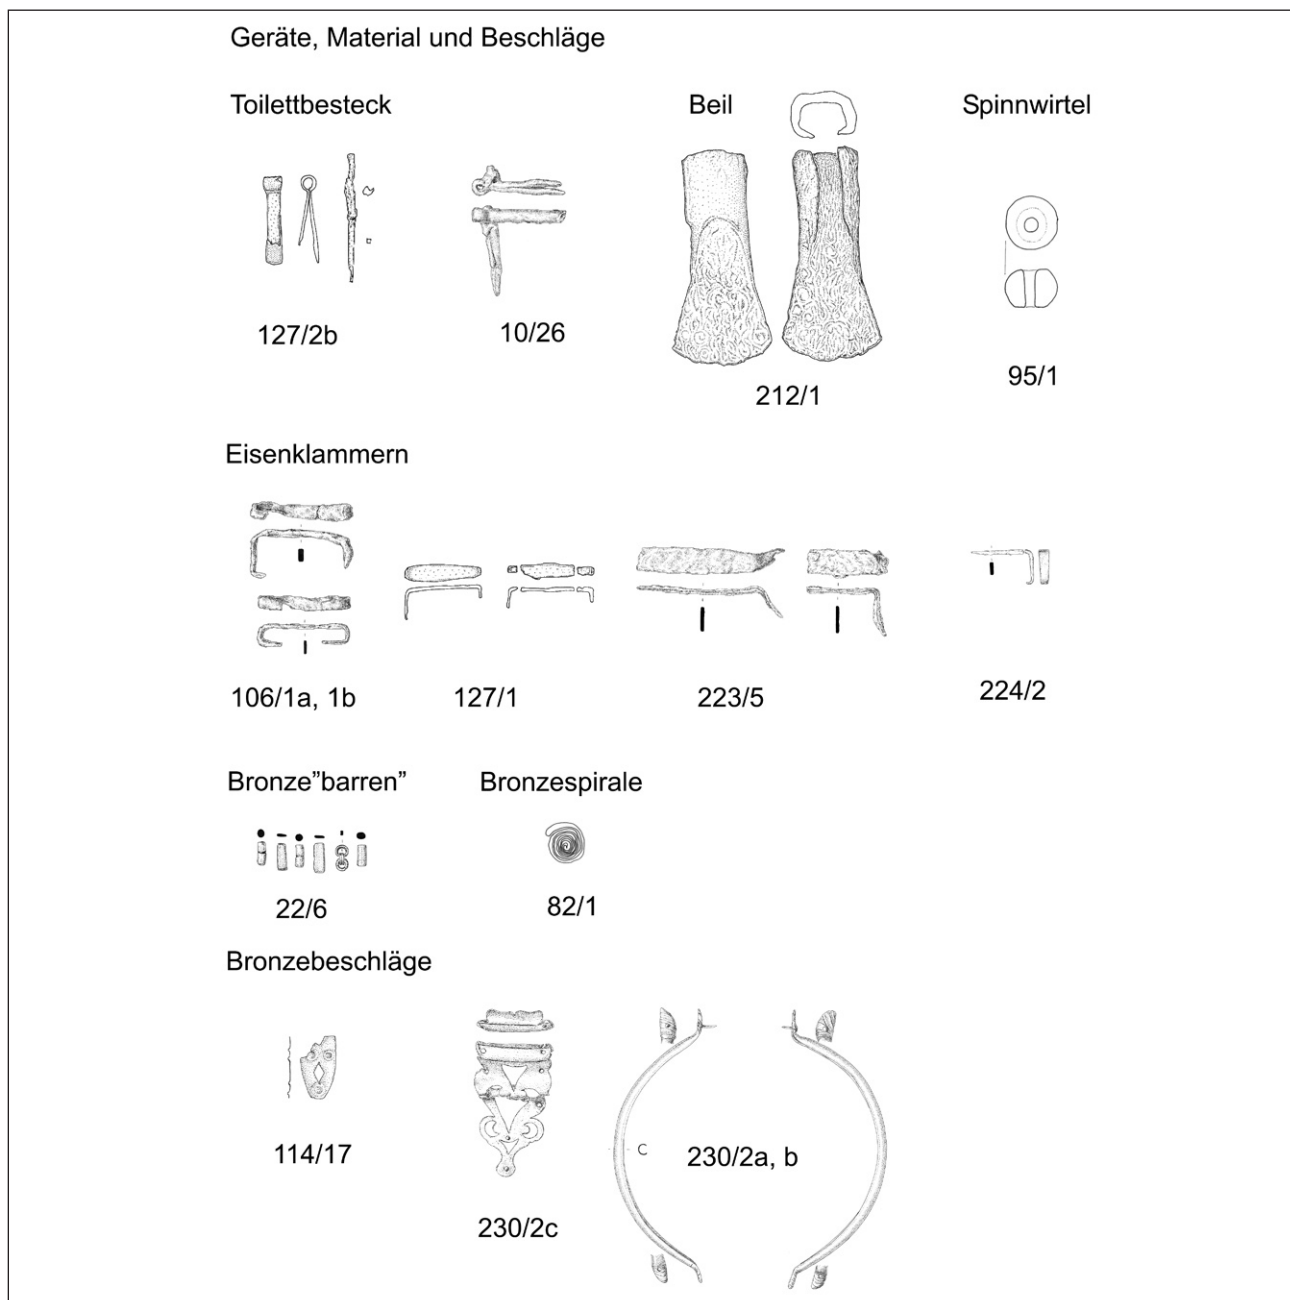 Geräte, Material und Beschläge
Toilettbesteck
Beil
Spinnwirtel
127/2b
10/26
212/1
95/1
Eisenklammern
106/1a, 1b
127/1
223/5
224/2
Bronze”barren”
Bronzespirale
22/6
82/1
Bronzebeschläge
114/17
230/2c
C
230/2a, b